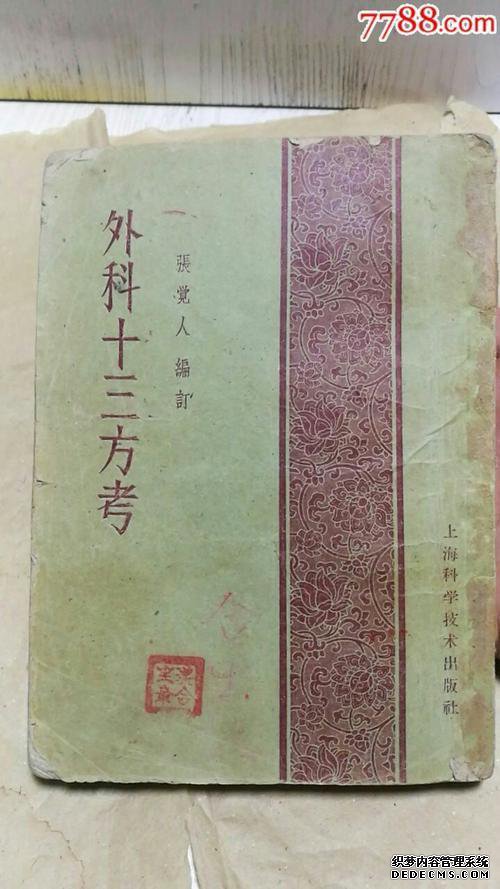 7788.com
外科十三方考
張觉人 編訂
上海科学技术出版社
织梦内容管理系统
DEDECMS.COM